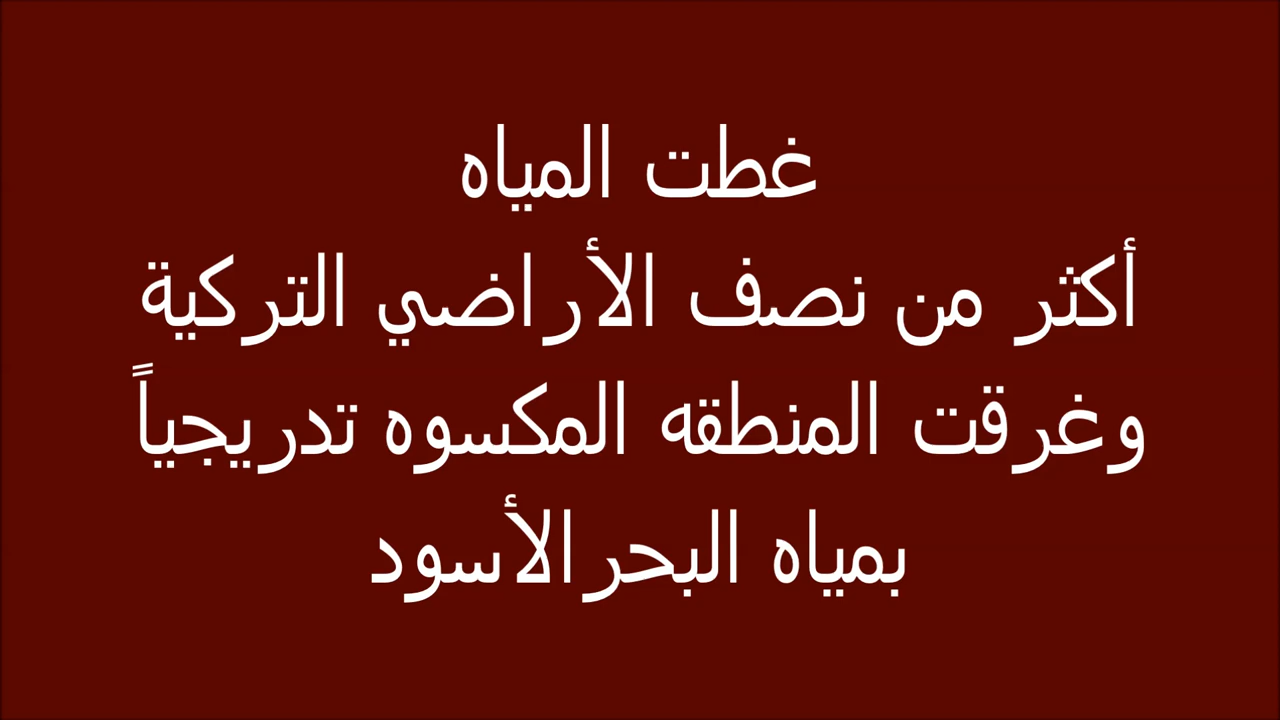 غطت المياه
أكثر من نصف الأراضي التركية
وغرقت المنطقه المكسوه تدريجياً
بمياه البحرالأسود